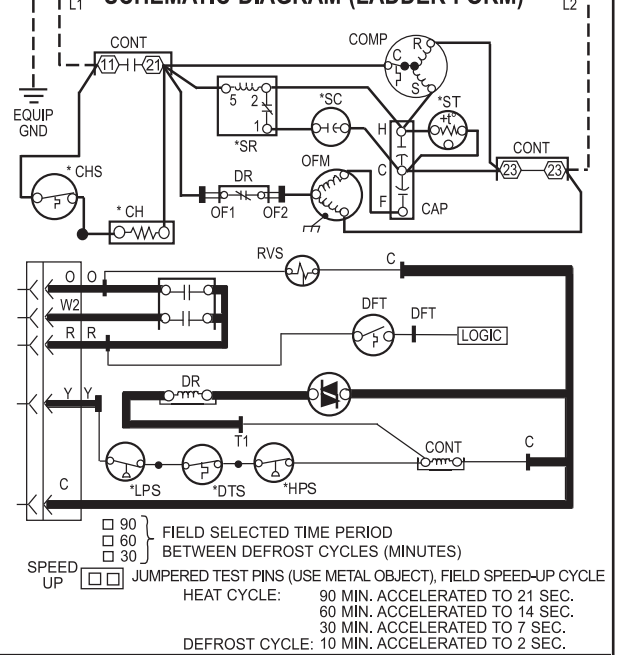 SCHEMATIC DIAGRAM (LADDER FORM)
L1
L2
CONT
COMP
R
C
S
11
21
*SC
*ST
+t°
EQUIP
GND
5
2
1
*SR
H
CONT
* CHS
DR
OFM
C
23
23
* CH
OF1
OF2
F
CAP
RVS
C
O
O
W2
DFT
DFT
R
R
LOGIC
DR
Y
Y
T1
CONT
C
*LPS
*DTS
*HPS
C
90
60
30
FIELD SELECTED TIME PERIOD
BETWEEN DEFROST CYCLES (MINUTES)
SPEED
UP
JUMPERED TEST PINS (USE METAL OBJECT), FIELD SPEED-UP CYCLE
HEAT CYCLE:
90 MIN. ACCELERATED TO 21 SEC.
60 MIN. ACCELERATED TO 14 SEC.
30 MIN. ACCELERATED TO 7 SEC.
DEFROST CYCLE: 10 MIN. ACCELERATED TO 2 SEC.